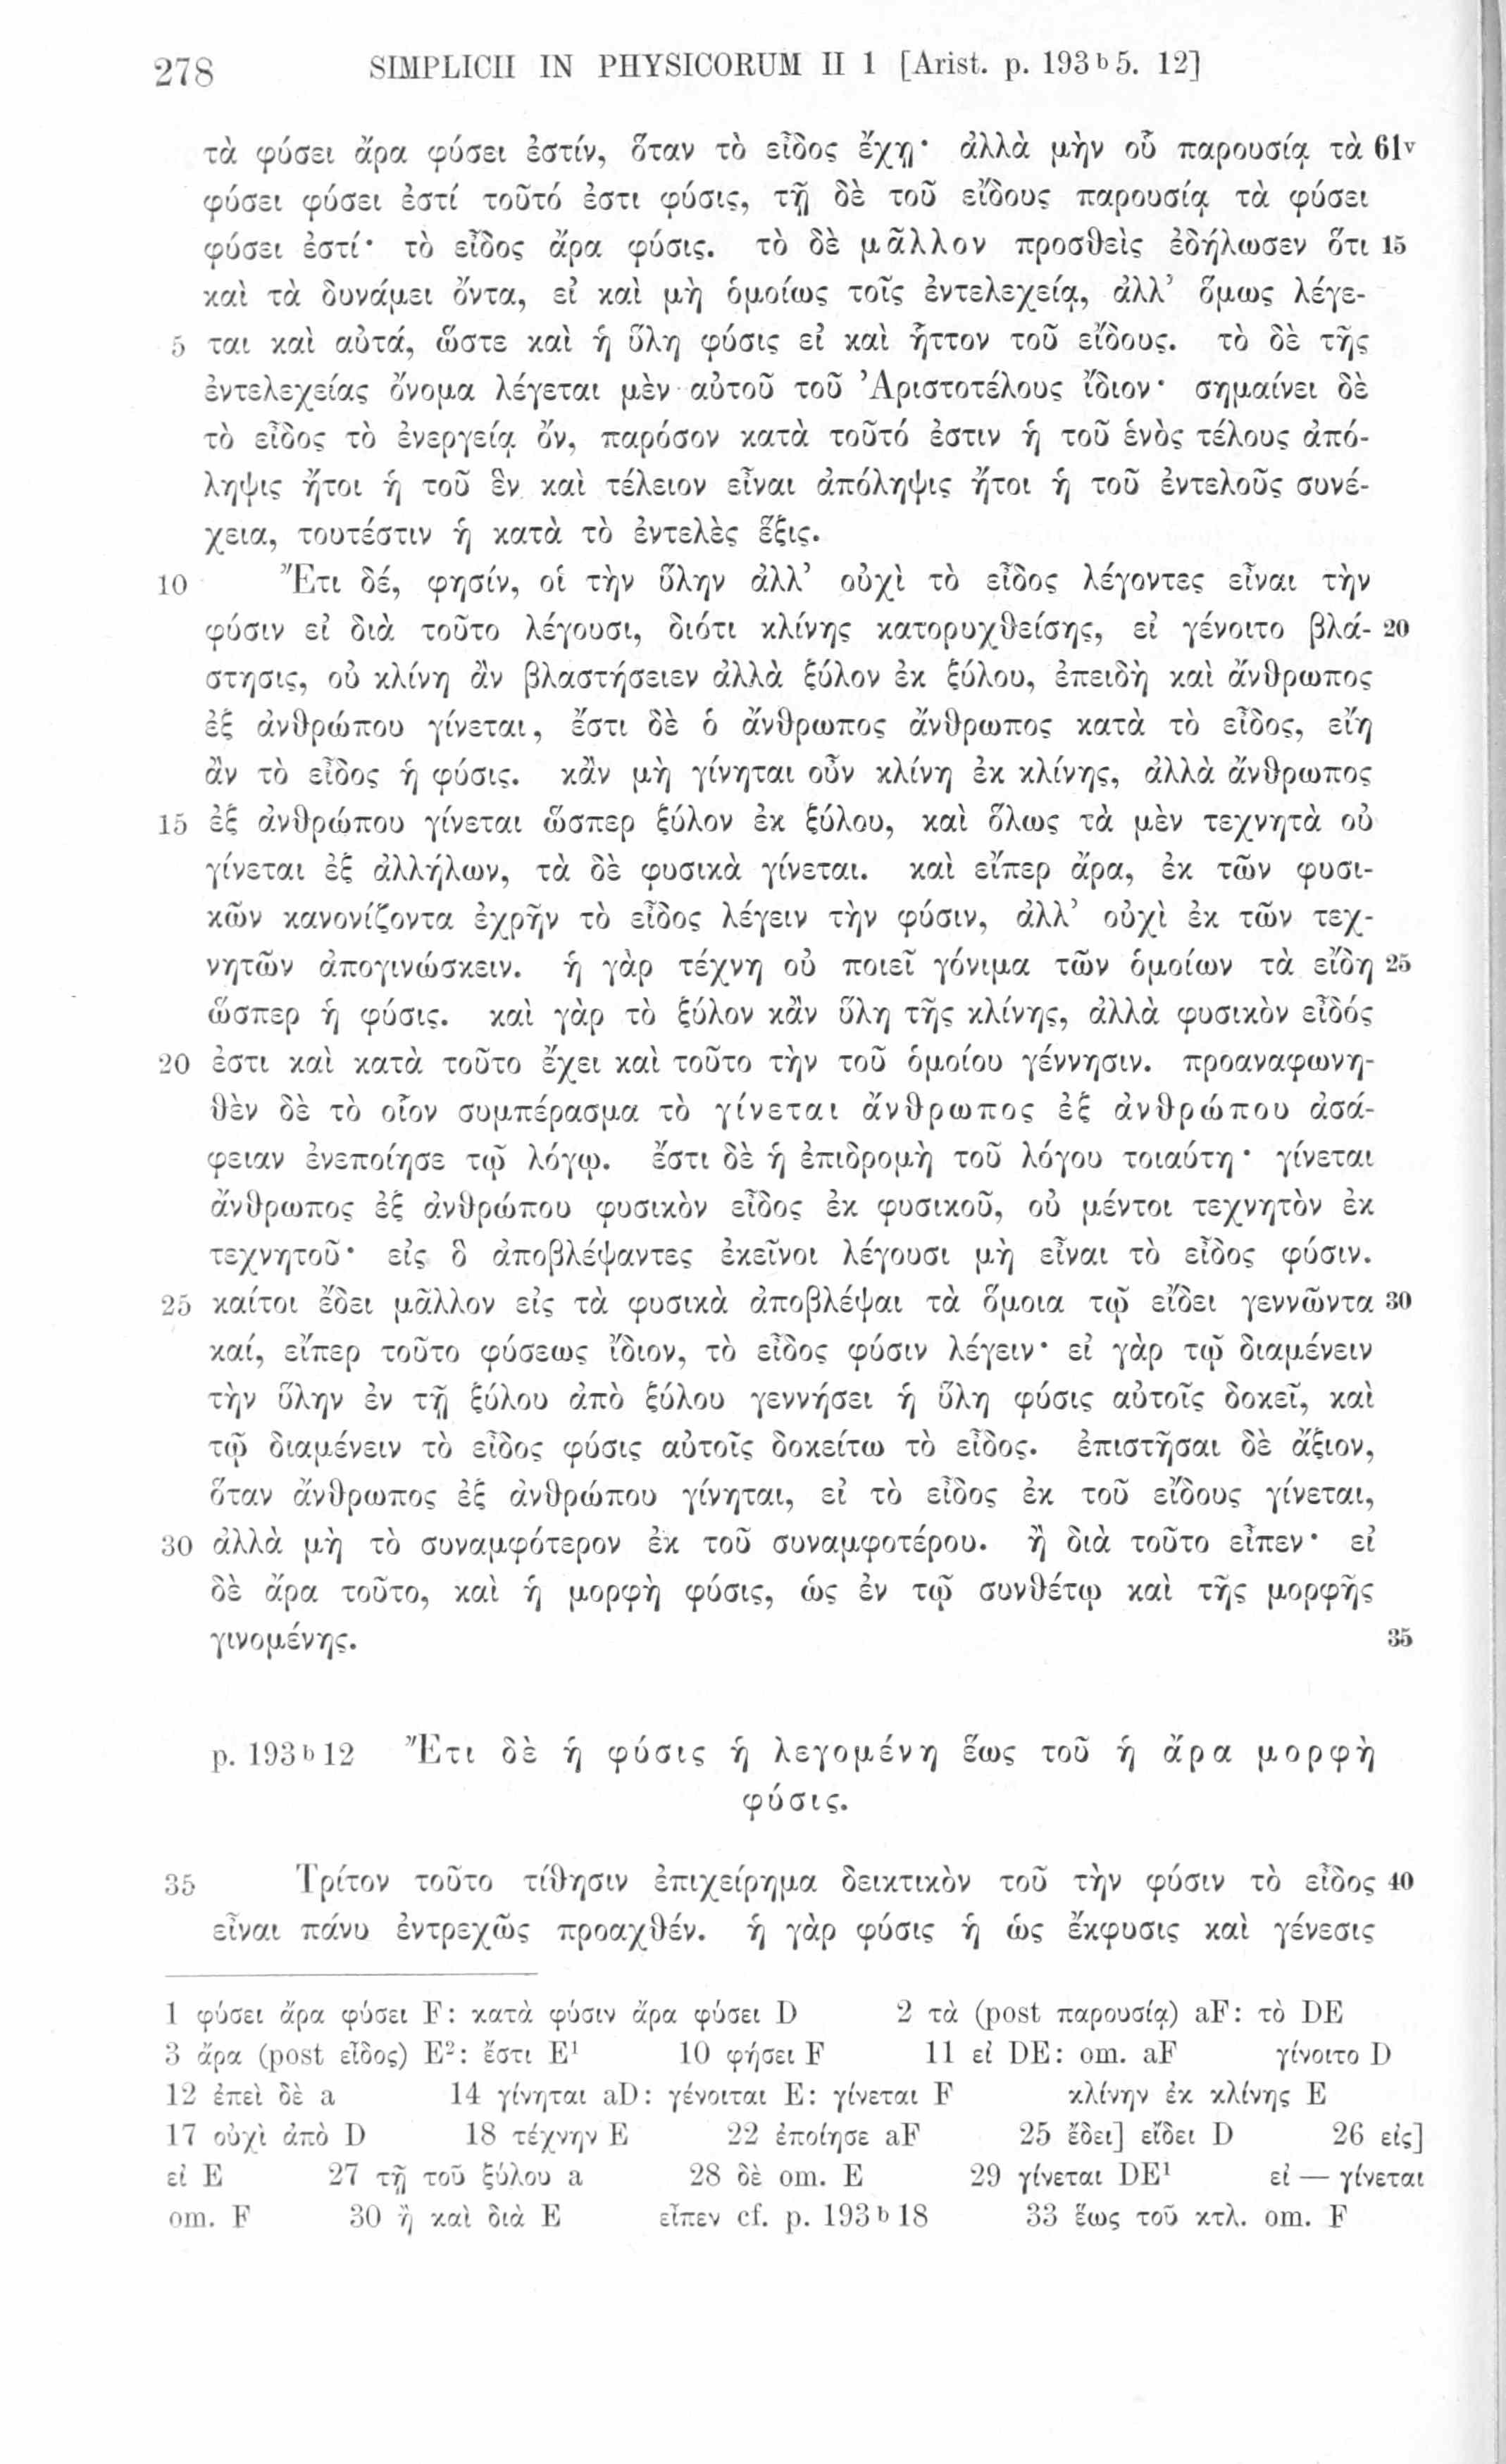 278 SIMPLICII IN PHYSICORUM II 1 [Arist. p. 193ᵇ5. 12]
τὰ φύσει ἄρα φύσει ἐστίν, ὅταν τὸ εἶδος ἔχῃ· ἀλλὰ μὴν οὗ παρουσίᾳ τὰ 61ᵛ
φύσει φύσει ἐστί τοῦτό ἐστι φύσις, τῇ δὲ τοῦ εἴδους παρουσίᾳ τὰ φύσει
φύσει ἐστί· τὸ εἶδος ἄρα φύσις. τὸ δὲ μᾶλλον προσθεὶς ἐδήλωσεν ὅτι 15
καὶ τὰ δυνάμει ὄντα, εἰ καὶ μὴ ὁμοίως τοῖς ἐντελεχείᾳ, ἀλλ’ ὅμως λέγε-
5 ται καὶ αὐτά, ὥστε καὶ ἡ ὕλη φύσις εἰ καὶ ἧττον τοῦ εἴδους. τὸ δὲ τῆς
ἐντελεχείας ὄνομα λέγεται μὲν αὐτοῦ τοῦ Ἀριστοτέλους ἴδιον· σημαίνει δὲ
τὸ εἶδος τὸ ἐνεργείᾳ ὄν, παρόσον κατὰ τοῦτό ἐστιν ἡ τοῦ ἑνὸς τέλους ἀπό-
ληψις ἤτοι ἡ τοῦ ἓν καὶ τέλειον εἶναι ἀπόληψις ἤτοι ἡ τοῦ ἐντελοῦς συνέ-
χεια, τουτέστιν ἡ κατὰ τὸ ἐντελὲς ἕξις.
10 Ἔτι δέ, φησίν, οἱ τὴν ὕλην ἀλλ’ οὐχὶ τὸ εἶδος λέγοντες εἶναι τὴν
φύσιν εἰ διὰ τοῦτο λέγουσι, διότι κλίνης κατορυχθείσης, εἰ γένοιτο βλά- 20
στησις, οὐ κλίνη ἂν βλαστήσειεν ἀλλὰ ξύλον ἐκ ξύλου, ἐπειδὴ καὶ ἄνθρωπος
ἐξ ἀνθρώπου γίνεται, ἔστι δὲ ὁ ἄνθρωπος ἄνθρωπος κατὰ τὸ εἶδος, εἴη
ἂν τὸ εἶδος ἡ φύσις. κἂν μὴ γίνηται οὖν κλίνη ἐκ κλίνης, ἀλλὰ ἄνθρωπος
15 ἐξ ἀνθρώπου γίνεται ὥσπερ ξύλον ἐκ ξύλου, καὶ ὅλως τὰ μὲν τεχνητὰ οὐ
γίνεται ἐξ ἀλλήλων, τὰ δὲ φυσικὰ γίνεται. καὶ εἴπερ ἄρα, ἐκ τῶν φυσι-
κῶν κανονίζοντα ἐχρῆν τὸ εἶδος λέγειν τὴν φύσιν, ἀλλ’ οὐχὶ ἐκ τῶν τεχ-
νητῶν ἀπογινώσκειν. ἡ γὰρ τέχνη οὐ ποιεῖ γόνιμα τῶν ὁμοίων τὰ εἴδη 25
ὥσπερ ἡ φύσις. καὶ γὰρ τὸ ξύλον κἂν ὕλη τῆς κλίνης, ἀλλὰ φυσικὸν εἶδός
20 ἐστι καὶ κατὰ τοῦτο ἔχει καὶ τοῦτο τὴν τοῦ ὁμοίου γέννησιν. προαναφωνη-
θὲν δὲ τὸ οἷον συμπέρασμα τὸ γίνεται ἄνθρωπος ἐξ ἀνθρώπου ἀσά-
φειαν ἐνεποίησε τῷ λόγῳ. ἔστι δὲ ἡ ἐπιδρομὴ τοῦ λόγου τοιαύτη· γίνεται
ἄνθρωπος ἐξ ἀνθρώπου φυσικὸν εἶδος ἐκ φυσικοῦ, οὐ μέντοι τεχνητὸν ἐκ
τεχνητοῦ· εἰς ὃ ἀποβλέψαντες ἐκεῖνοι λέγουσι μὴ εἶναι τὸ εἶδος φύσιν.
25 καίτοι ἔδει μᾶλλον εἰς τὰ φυσικὰ ἀποβλέψαι τὰ ὅμοια τῷ εἴδει γεννῶντα 30
καί, εἴπερ τοῦτο φύσεως ἴδιον, τὸ εἶδος φύσιν λέγειν· εἰ γὰρ τῷ διαμένειν
τὴν ὕλην ἐν τῇ ξύλου ἀπὸ ξύλου γεννήσει ἡ ὕλη φύσις αὐτοῖς δοκεῖ, καὶ
τῷ διαμένειν τὸ εἶδος φύσις αὐτοῖς δοκείτω τὸ εἶδος. ἐπιστῆσαι δὲ ἄξιον,
ὅταν ἄνθρωπος ἐξ ἀνθρώπου γίνηται, εἰ τὸ εἶδος ἐκ τοῦ εἴδους γίνεται,
30 ἀλλὰ μὴ τὸ συναμφότερον ἐκ τοῦ συναμφοτέρου. ἢ διὰ τοῦτο εἶπεν· εἰ
δὲ ἄρα τοῦτο, καὶ ἡ μορφὴ φύσις, ὡς ἐν τῷ συνθέτῳ καὶ τῆς μορφῆς
γινομένης. 35
p. 193ᵇ12 Ἔτι δὲ ἡ φύσις ἡ λεγομένη ἕως τοῦ ἡ ἄρα μορφὴ
φύσις.
35 Τρίτον τοῦτο τίθησιν ἐπιχείρημα δεικτικὸν τοῦ τὴν φύσιν τὸ εἶδος 40
εἶναι πάνυ ἐντρεχῶς προαχθέν. ἡ γὰρ φύσις ἡ ὡς ἔκφυσις καὶ γένεσις
1 φύσει ἄρα φύσει F: κατὰ φύσιν ἄρα φύσει D 2 τὰ (post παρουσίᾳ) aF: τὸ DE
3 ἄρα (post εἶδος) E²: ἔστι E¹ 10 φήσει F 11 εἰ DE: om. aF γίνοιτο D
12 ἐπεὶ δὲ a 14 γίνηται aD: γένοιται E: γίνεται F κλίνην ἐκ κλίνης E
17 οὐχὶ ἀπὸ D 18 τέχνην E 22 ἐποίησε aF 25 ἔδει] εἴδει D 26 εἰς]
εἰ E 27 τῇ τοῦ ξύλου a 28 δὲ om. E 29 γίνεται DE¹ εἰ — γίνεται
om. F 30 ἢ καὶ διὰ E εἶπεν cf. p. 193ᵇ18 33 ἕως τοῦ κτλ. om. F